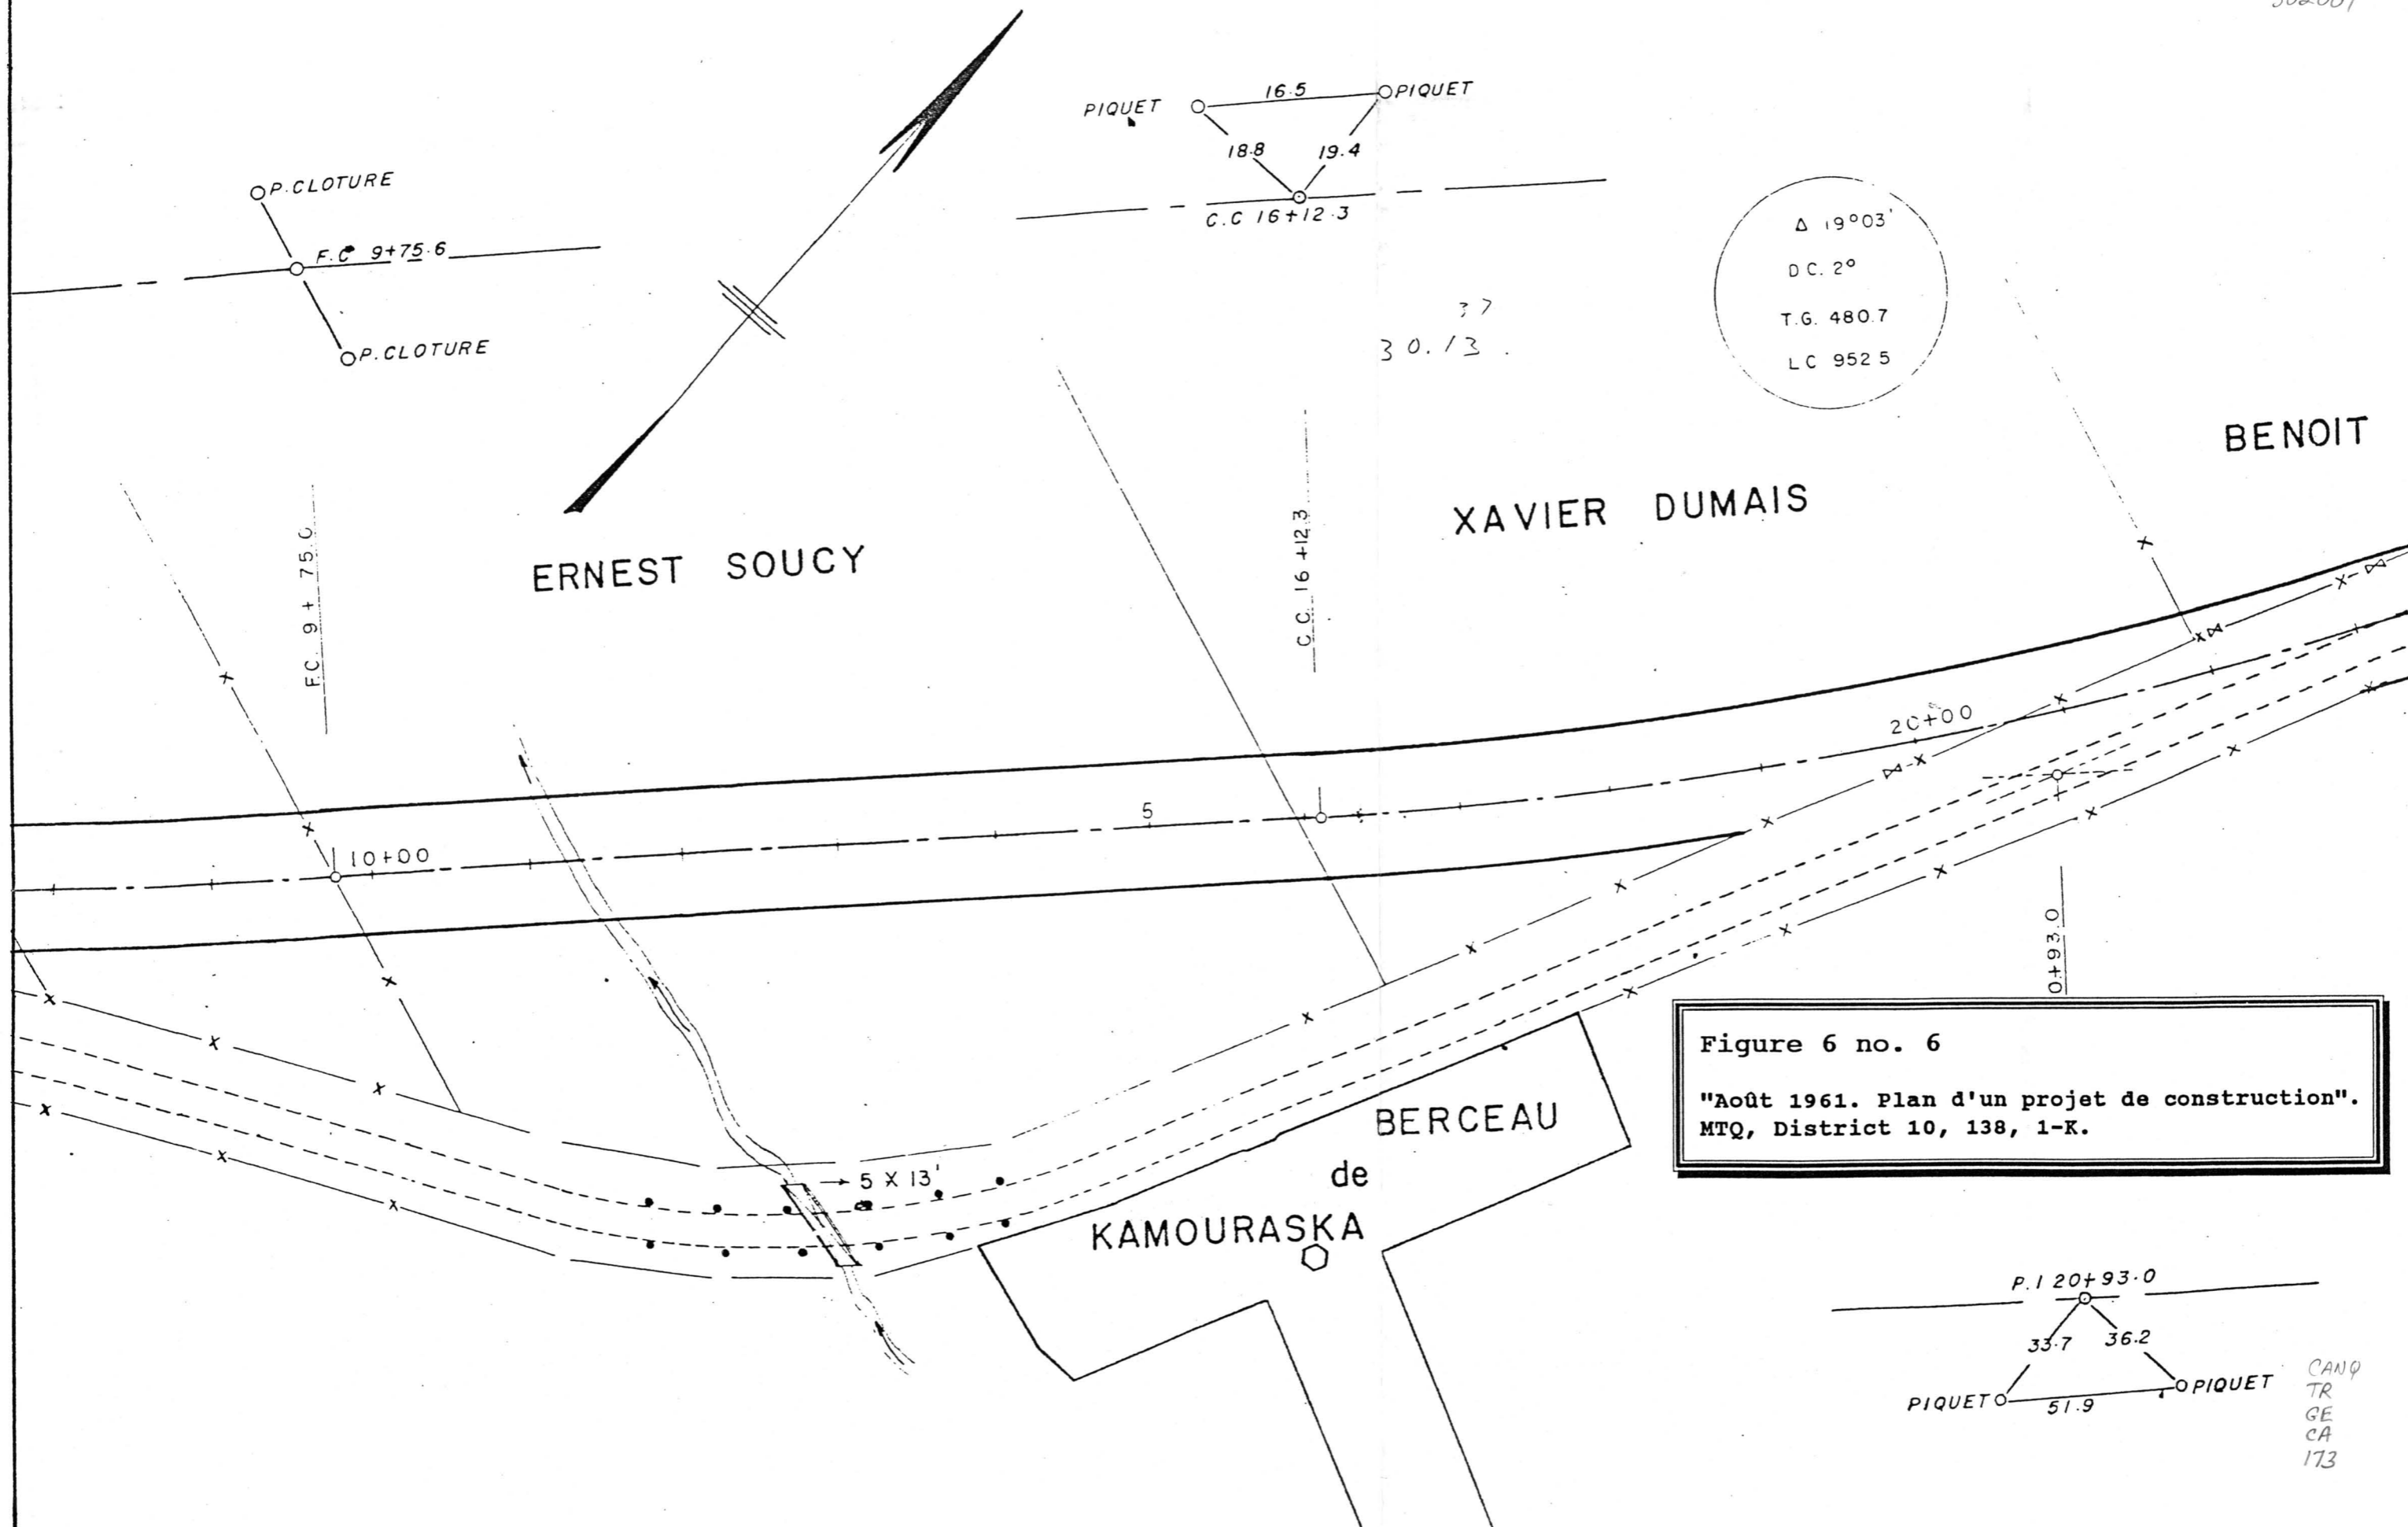 PIQUET
16.5
PIQUET
18.8
19.4
C.C 16+12.3
P.CLOTURE
F.C 9+75.6
P.CLOTURE
Δ 19°03'
DC. 2°
T.G. 480.7
LC 952 5
37
30.13.
BENOIT
XAVIER DUMAIS
ERNEST SOUCY
F.C. 9+75.
C.C. 16+12.3
20+00
5
10+00
0+93.0
Figure 6 no. 6
"Août 1961. Plan d'un projet de construction".
MTQ, District 10, 138, 1-K.
BERCEAU
de
KAMOURASKA
5 X 13'
P.I 20+93.0
33.7
36.2
PIQUET
51.9
PIQUET
CANQ
TR
GE
CA
173